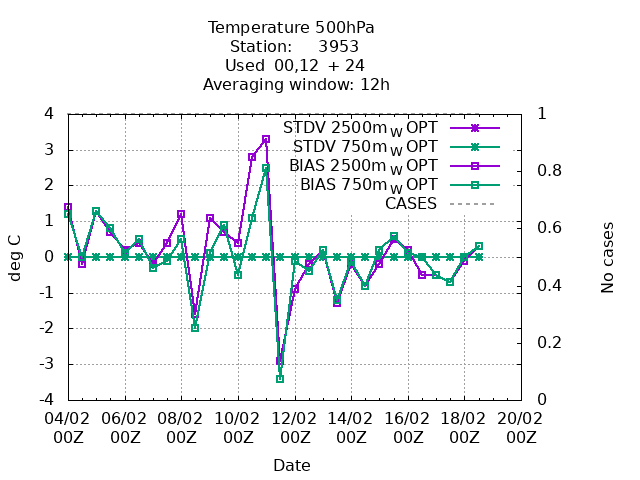 Temperature 500hPa
Station: 3953
Used 00,12 + 24
Averaging window: 12h
STDV 2500m W OPT
STDV 750m W OPT
BIAS 2500m W OPT
BIAS 750m W OPT
CASES
deg C
4
3
2
1
0
-1
-2
-3
-4
1
0.8
0.6
0.4
0.2
0
No cases
04/02 06/02 08/02 10/02 12/02 14/02 16/02 18/02 20/02
00Z 00Z 00Z 00Z 00Z 00Z 00Z 00Z 00Z
Date